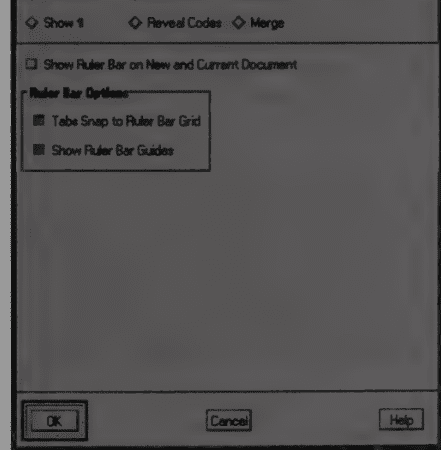 Show ¶ Reveal Codes Merge
Show Ruler Bar on New and Current Document
Ruler Bar Options
Tabs Snap to Ruler Bar Grid
Show Ruler Bar Guides
OK Cancel Help